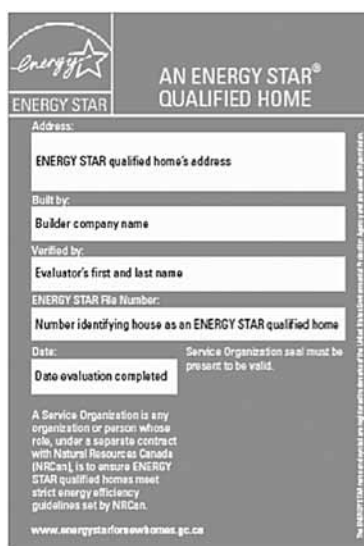 energy
ENERGY STAR
AN ENERGY STAR®
QUALIFIED HOME
Address:
ENERGY STAR qualified home's address
Built by:
Builder company name
Verified by:
Evaluator's first and last name
ENERGY STAR File Number:
Number identifying house as an ENERGY STAR qualified home
Date:
Date evaluation completed
Service Organization seal must be
present to be valid.
A Service Organization is any
organization or person whose
role, under a separate contract
with Natural Resources Canada
(NRCan), is to ensure ENERGY
STAR qualified homes meet
strict energy efficiency
guidelines set by NRCan.
www.energystarfornewhomes.gc.ca